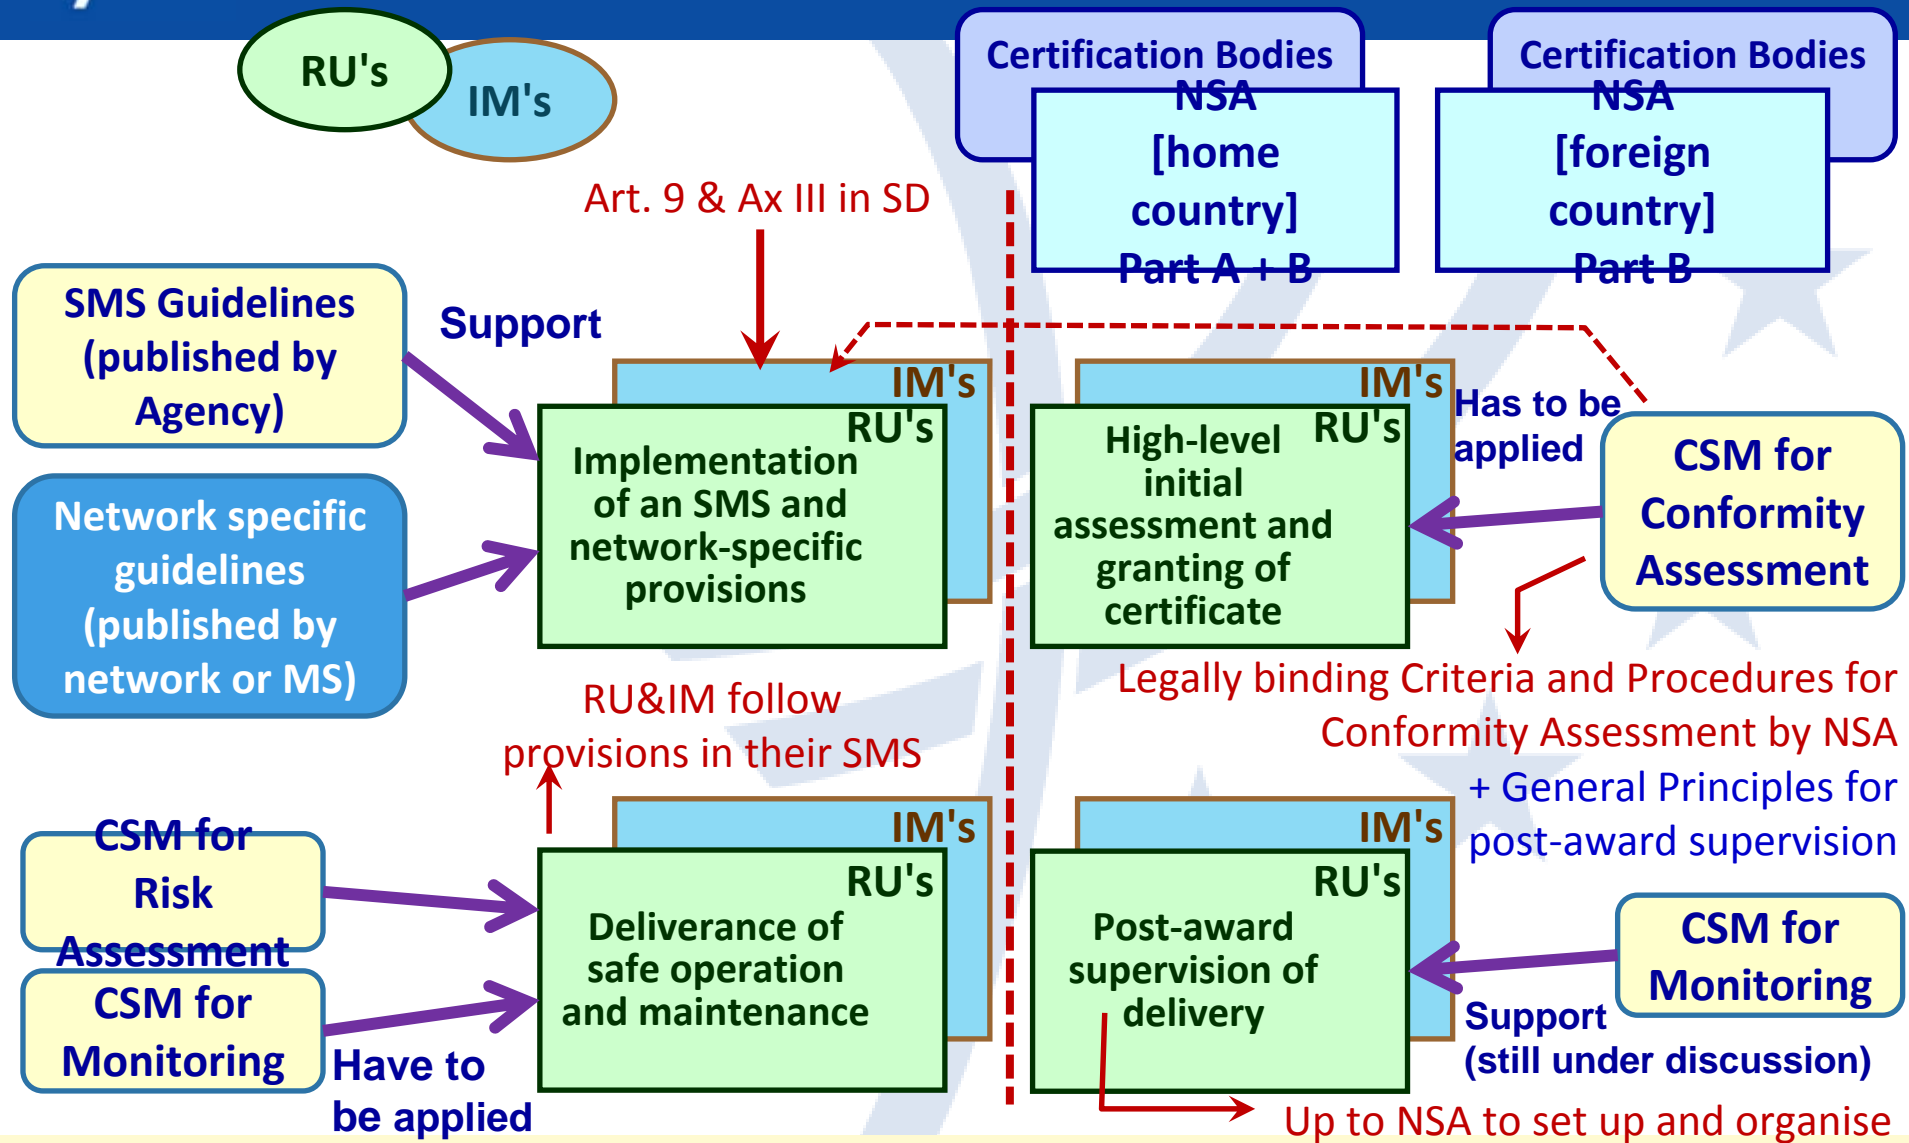 RU's
IM's
Certification Bodies
NSA
[home
country]
Part A + B
Certification Bodies
NSA
[foreign
country]
Part B
Art. 9 & Ax III in SD
SMS Guidelines
(published by
Agency)
Support
Network specific
guidelines
(published by
network or MS)
IM's
RU's
Implementation
of an SMS and
network-specific
provisions
IM's
RU's
High-level
initial
assessment and
granting of
certificate
Has to be
applied
CSM for
Conformity
Assessment
RU&IM follow
provisions in their SMS
Legally binding Criteria and Procedures for
Conformity Assessment by NSA
+ General Principles for
post-award supervision
CSM for
Risk
Assessment
CSM for
Monitoring
Have to
be applied
IM's
RU's
Deliverance of
safe operation
and maintenance
IM's
RU's
Post-award
supervision of
delivery
CSM for
Monitoring
Support
(still under discussion)
Up to NSA to set up and organise